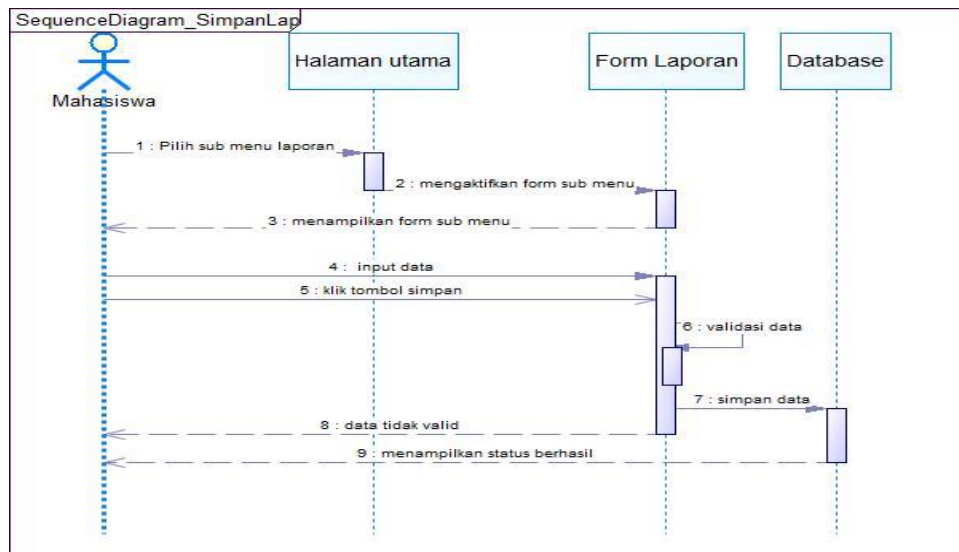 SequenceDiagram_SimpanLap
Mahasiswa
Halaman utama
Form Laporan
Database
1 : Pilih sub menu laporan
2 : mengaktifkan form sub menu
3 : menampilkan form sub menu
4 : input data
5 : klik tombol simpan
6 : validasi data
7 : simpan data
8 : data tidak valid
9 : menampilkan status berhasil